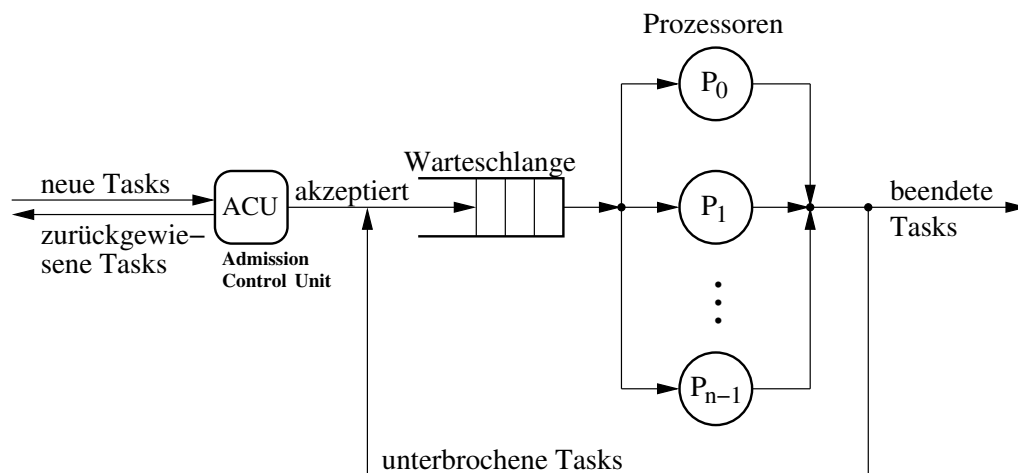 Prozessoren
P0
Warteschlange
neue Tasks
ACU
akzeptiert
P1
beendete
Tasks
zurückgewie–
sene Tasks
Admission
Control Unit
Pn–1
unterbrochene Tasks